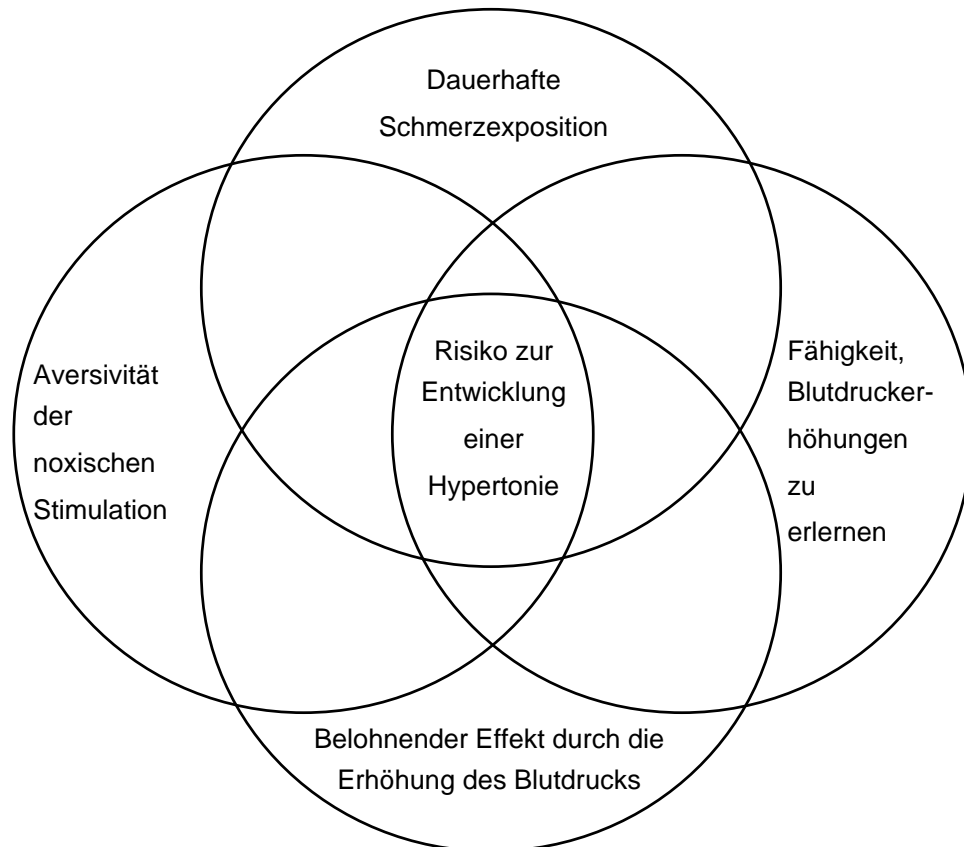 Dauerhafte
Schmerzexposition
Aversivität
der
noxischen
Stimulation
Risiko zur
Entwicklung
einer
Hypertonie
Fähigkeit,
Blutdrucker-
höhungen
zu
erlernen
Belohnender Effekt durch die
Erhöhung des Blutdrucks